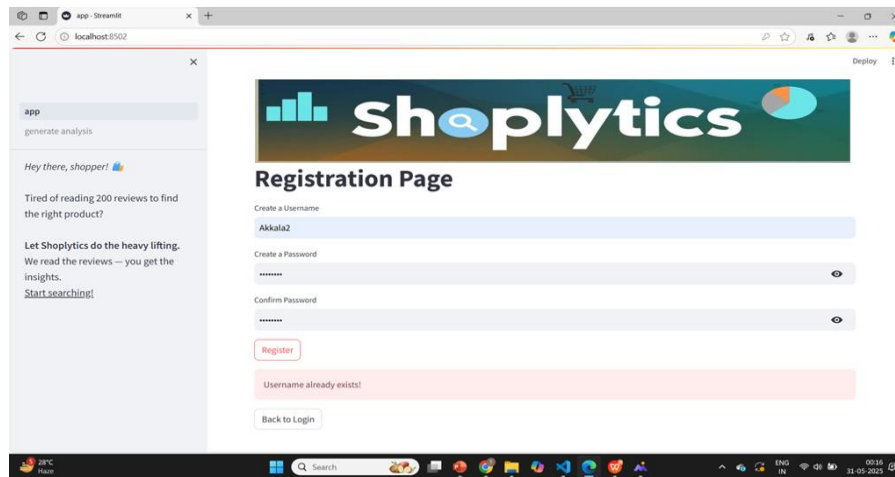 app - Streamlit
localhost:8502
Deploy
app
generate analysis
Hey there, shopper! 🛍️
Tired of reading 200 reviews to find
the right product?
Let Shoplytics do the heavy lifting.
We read the reviews — you get the
insights.
Start searching!
Shoplytics
Registration Page
Create a Username
Akkala2
Create a Password
••••••••
Confirm Password
••••••••
Register
Username already exists!
Back to Login
28°C
Haze
Search
ENG
IN
00:16
31-05-2025